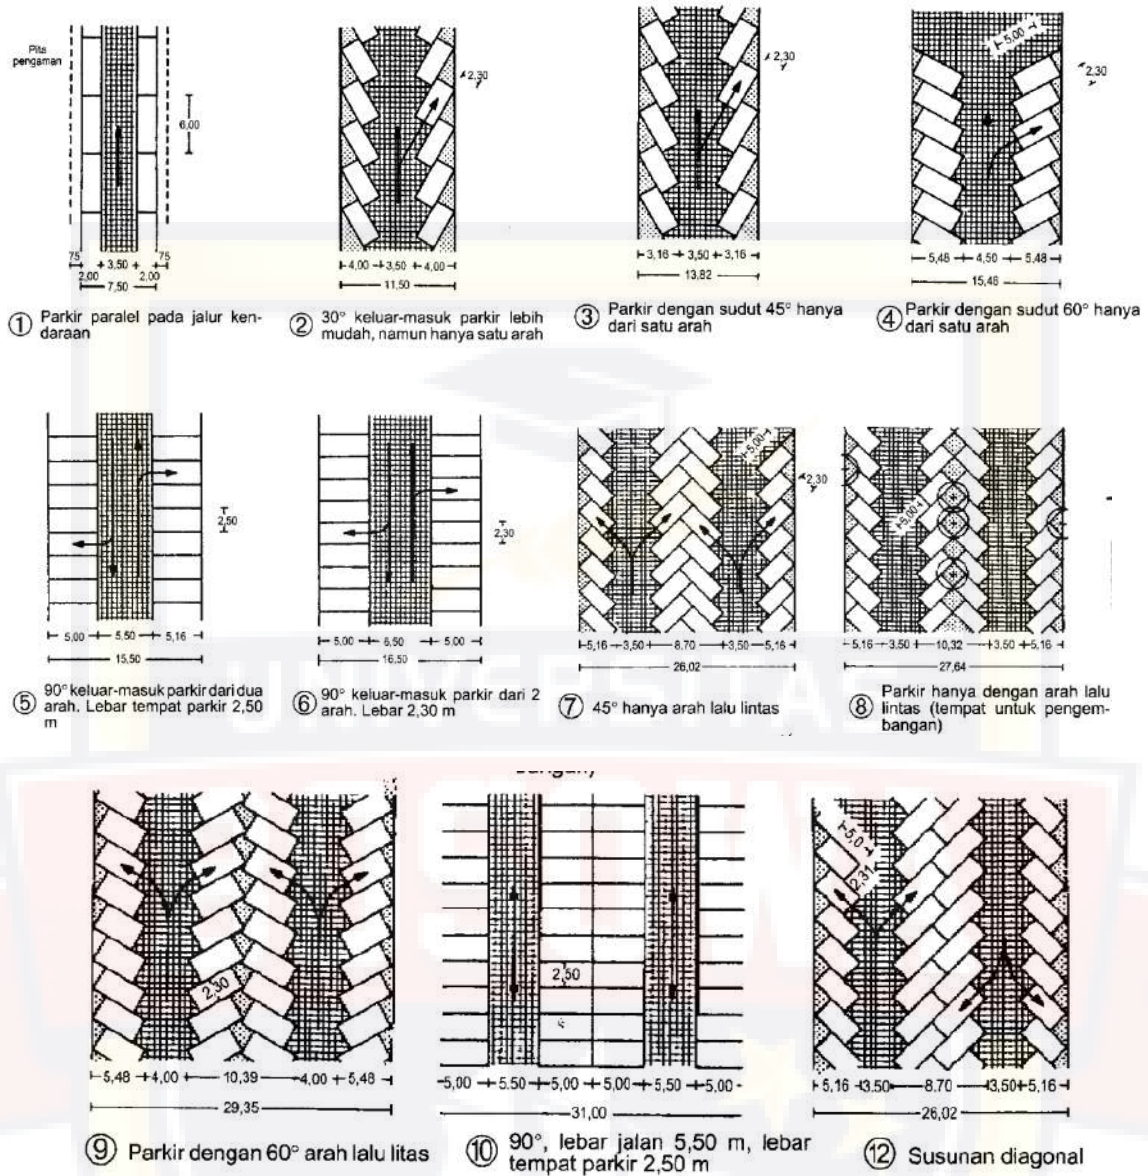 Pita
pengaman
6,00
75 3,50 75
2,00 2,00
7,50
① Parkir paralel pada jalur ken-
daraan
2,30
4,00 3,50 4,00
11,50
② 30° keluar-masuk parkir lebih
mudah, namun hanya satu arah
2,30
3,16 3,50 3,16
13,82
③ Parkir dengan sudut 45° hanya
dari satu arah
5,00
2,30
5,48 4,50 5,48
15,48
④ Parkir dengan sudut 60° hanya
dari satu arah
2,50
5,00 5,50 5,16
15,50
⑤ 90° keluar-masuk parkir dari dua
arah. Lebar tempat parkir 2,50
m
2,30
5,00 6,50 5,00
16,50
⑥ 90° keluar-masuk parkir dari 2
arah. Lebar 2,30 m
5,00
2,30
5,16 3,50 8,70 3,50 5,16
26,02
⑦ 45° hanya arah lalu lintas
5,00
5,16 3,50 10,32 3,50 5,16
27,64
⑧ Parkir hanya dengan arah lalu
lintas (tempat untuk pengem-
bangan)
UNIVERSITAS
BOSOWA
2,30
5,48 4,00 10,39 4,00 5,48
29,35
⑨ Parkir dengan 60° arah lalu litas
2,50
5,00 5,50 5,00 5,00 5,50 5,00
31,00
⑩ 90°, lebar jalan 5,50 m, lebar
tempat parkir 2,50 m
5,0
2,31
5,16 3,50 8,70 3,50 5,16
26,02
⑫ Susunan diagonal